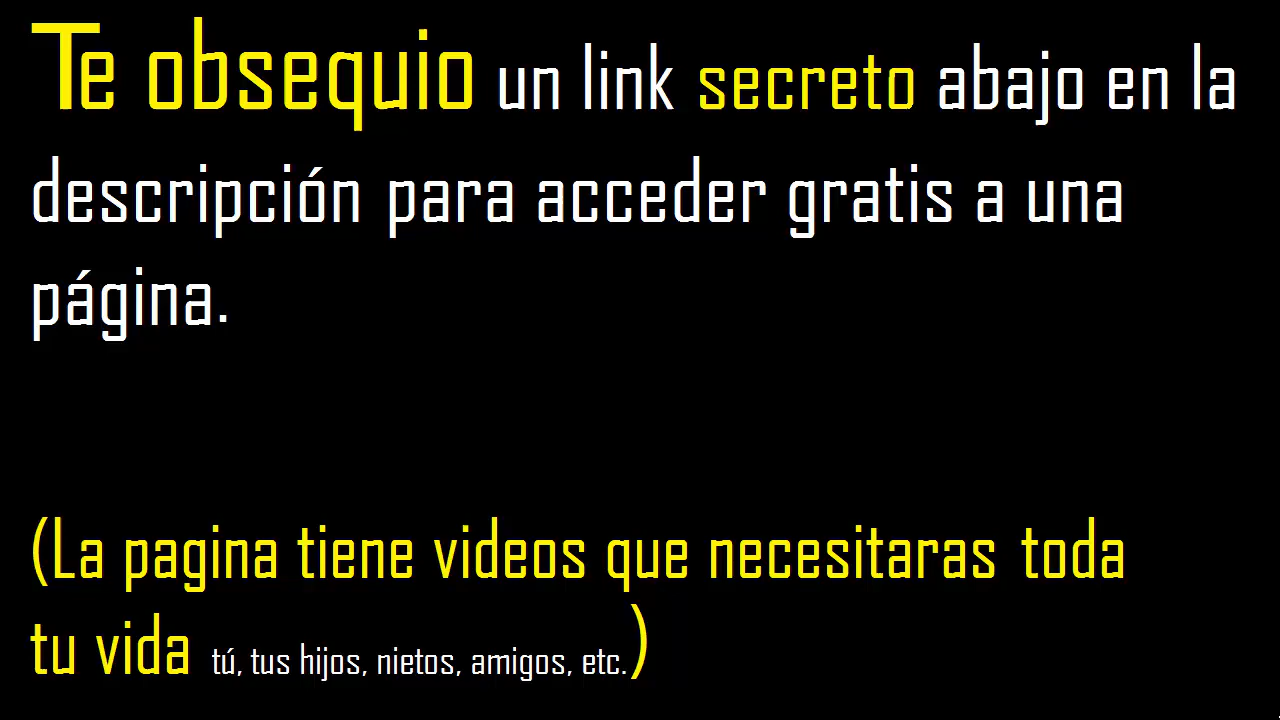 Te obsequio un link secreto abajo en la
descripción para acceder gratis a una
página.
(La pagina tiene videos que necesitaras toda
tu vida tú, tus hijos, nietos, amigos, etc.)